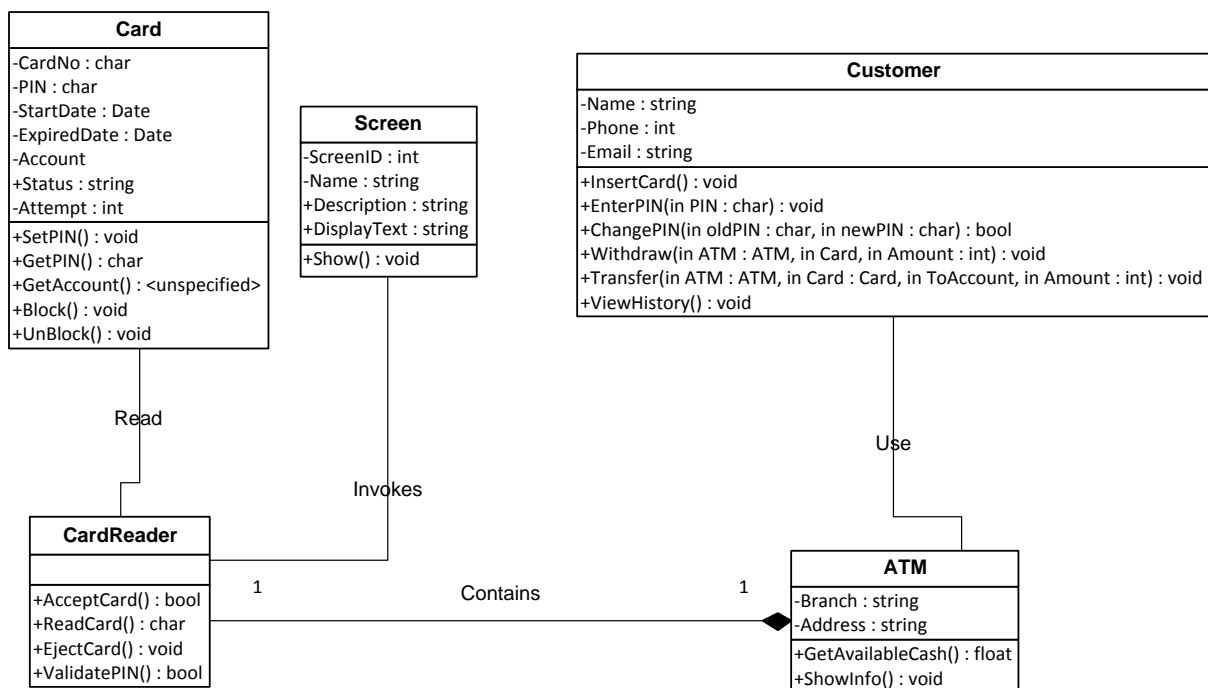 Card
-CardNo : char
-PIN : char
-StartDate : Date
-ExpiredDate : Date
-Account
+Status : string
-Attempt : int
+SetPIN() : void
+GetPIN() : char
+GetAccount() : <unspecified>
+Block() : void
+UnBlock() : void
Screen
-ScreenID : int
-Name : string
+Description : string
+DisplayText : string
+Show() : void
Customer
-Name : string
-Phone : int
-Email : string
+InsertCard() : void
+EnterPIN(in PIN : char) : void
+ChangePIN(in oldPIN : char, in newPIN : char) : bool
+Withdraw(in ATM : ATM, in Card, in Amount : int) : void
+Transfer(in ATM : ATM, in Card : Card, in ToAccount, in Amount : int) : void
+ViewHistory() : void
Read
Invokes
Use
CardReader
+AcceptCard() : bool
+ReadCard() : char
+EjectCard() : void
+ValidatePIN() : bool
1
Contains
1
ATM
-Branch : string
-Address : string
+GetAvailableCash() : float
+ShowInfo() : void